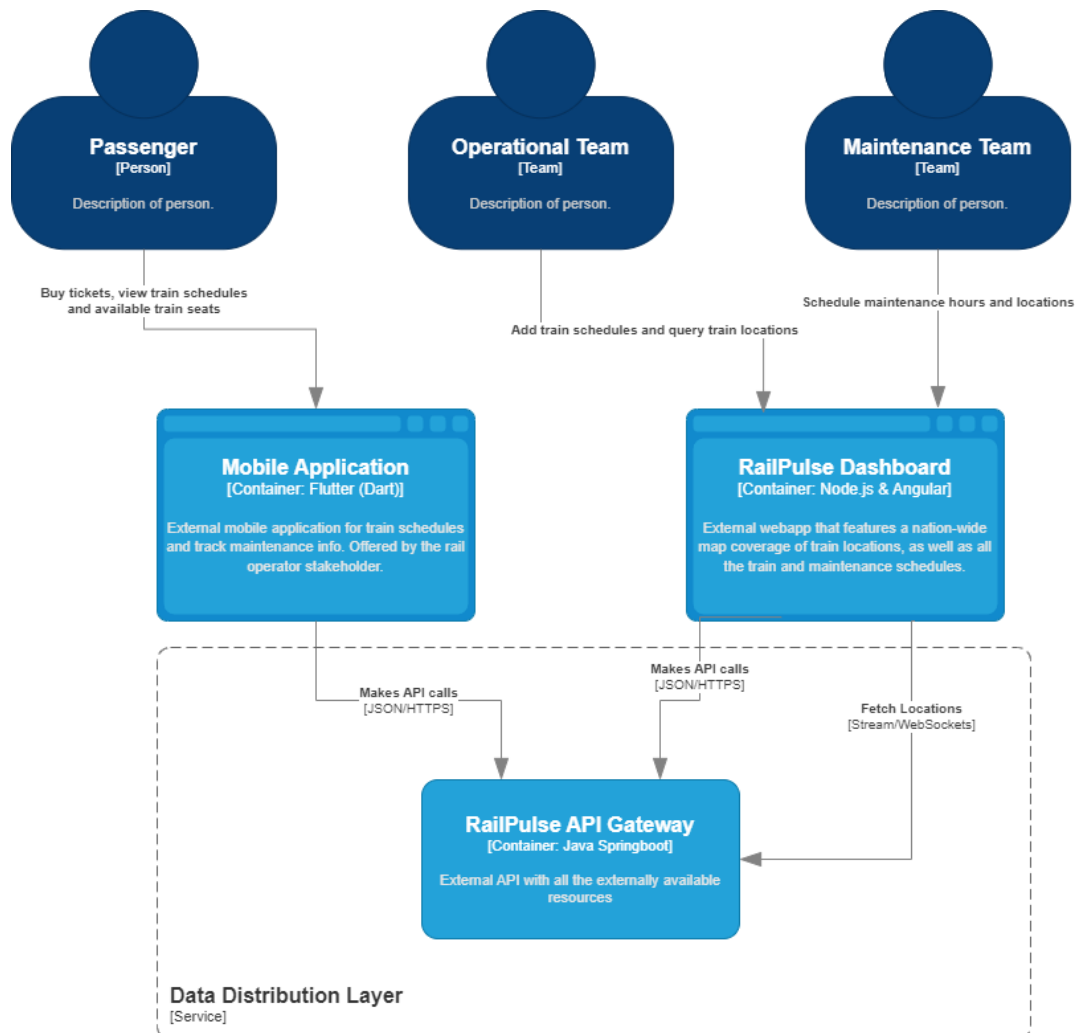 Passenger
[Person]
Description of person.
Operational Team
[Team]
Description of person.
Maintenance Team
[Team]
Description of person.
Buy tickets, view train schedules
and available train seats
Add train schedules and query train locations
Schedule maintenance hours and locations
Mobile Application
[Container: Flutter (Dart)]
External mobile application for train schedules
and track maintenance info. Offered by the rail
operator stakeholder.
RailPulse Dashboard
[Container: Node.js & Angular]
External webapp that features a nation-wide
map coverage of train locations, as well as all
the train and maintenance schedules.
Makes API calls
[JSON/HTTPS]
Makes API calls
[JSON/HTTPS]
Fetch Locations
[Stream/WebSockets]
RailPulse API Gateway
[Container: Java Springboot]
External API with all the externally available
resources
Data Distribution Layer
[Service]